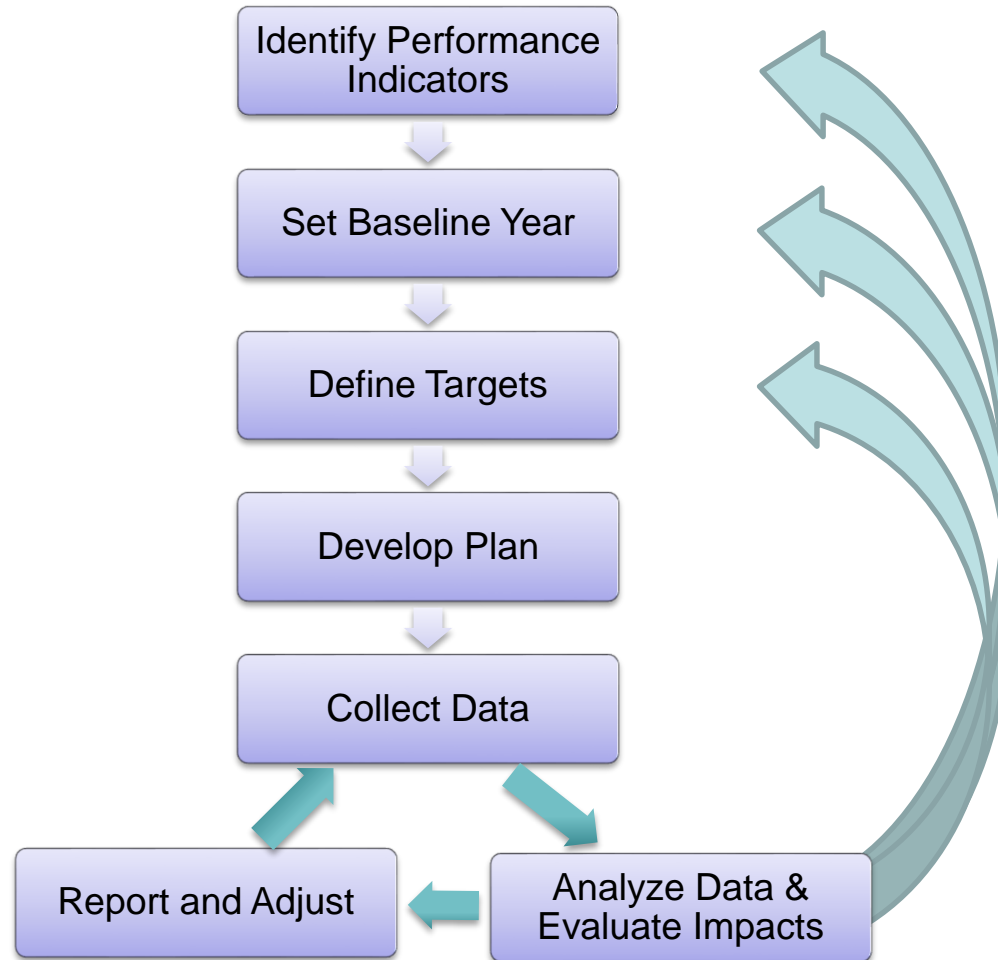 Identify Performance
Indicators
Set Baseline Year
Define Targets
Develop Plan
Collect Data
Report and Adjust
Analyze Data &
Evaluate Impacts